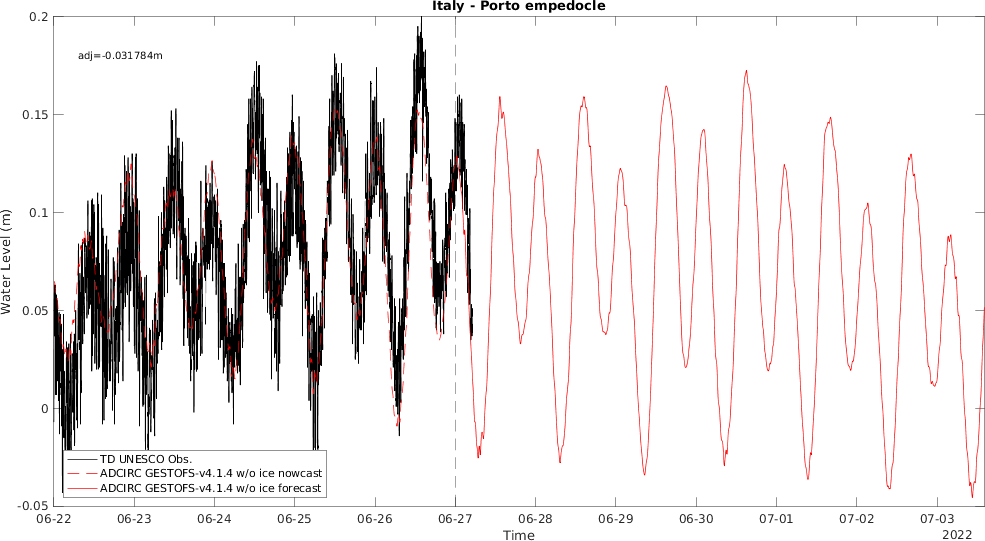 Italy - Porto empedocle
0.2
adj=-0.031784m
0.15
0.1
0.05
0
-0.05
Water Level (m)
TD UNESCO Obs.
ADCIRC GESTOFS-v4.1.4 w/o ice nowcast
ADCIRC GESTOFS-v4.1.4 w/o ice forecast
06-22 06-23 06-24 06-25 06-26 06-27 06-28 06-29 06-30 07-01 07-02 07-03
Time
2022